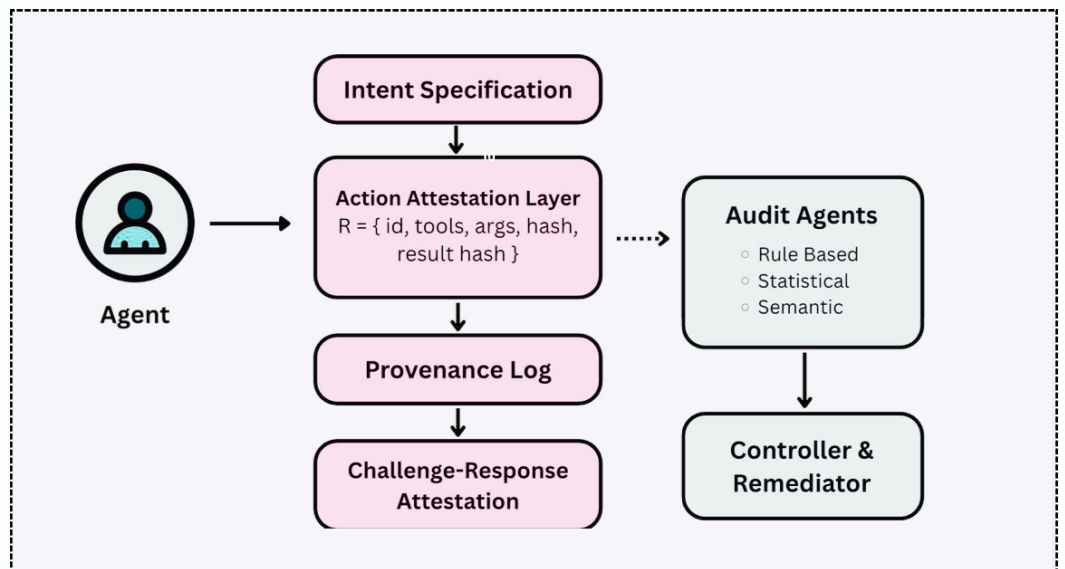 Intent Specification
Action Attestation Layer
R = { id, tools, args, hash,
result hash }
Agent
Provenance Log
Challenge-Response
Attestation
Audit Agents
Rule Based
Statistical
Semantic
Controller &
Remediator